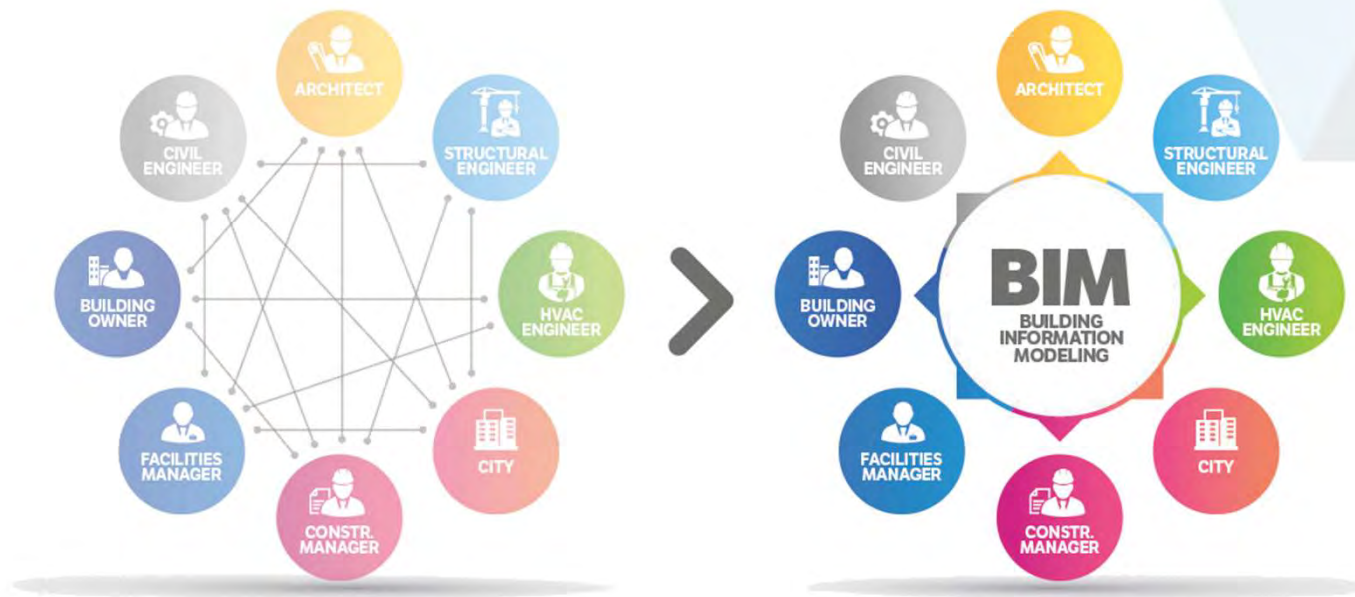 ARCHITECT
CIVIL
ENGINEER
STRUCTURAL
ENGINEER
BUILDING
OWNER
HVAC
ENGINEER
FACILITIES
MANAGER
CITY
CONSTR.
MANAGER
ARCHITECT
CIVIL
ENGINEER
STRUCTURAL
ENGINEER
BUILDING
OWNER
BIM
BUILDING
INFORMATION
MODELING
HVAC
ENGINEER
FACILITIES
MANAGER
CITY
CONSTR.
MANAGER